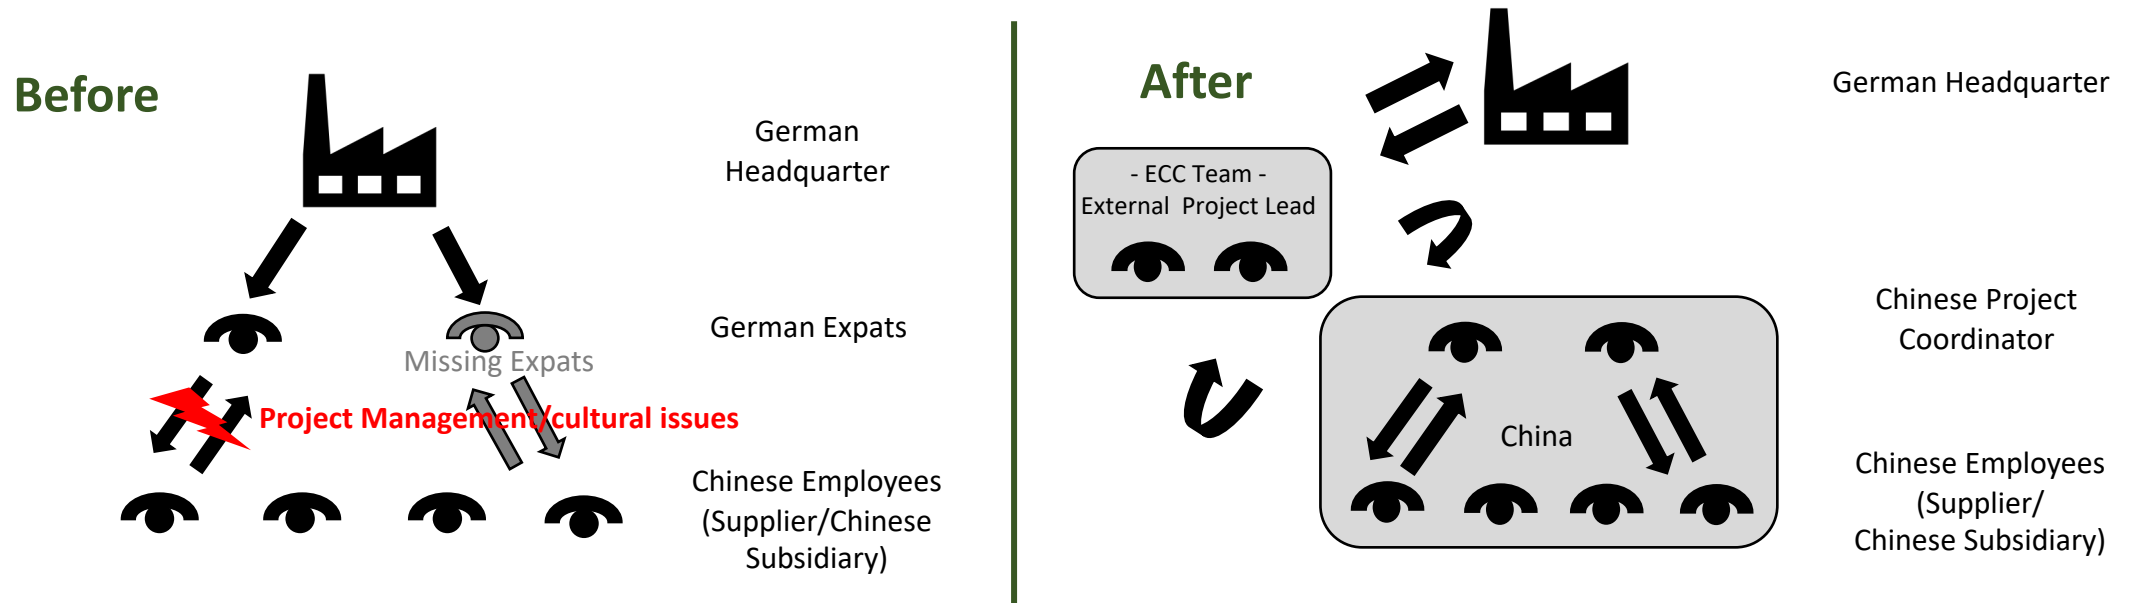 Before
German
Headquarter
German Expats
Missing Expats
Project Management/cultural issues
Chinese Employees
(Supplier/Chinese
Subsidiary)
After
German Headquarter
- ECC Team -
External  Project Lead
Chinese Project
Coordinator
China
Chinese Employees
(Supplier/
Chinese Subsidiary)